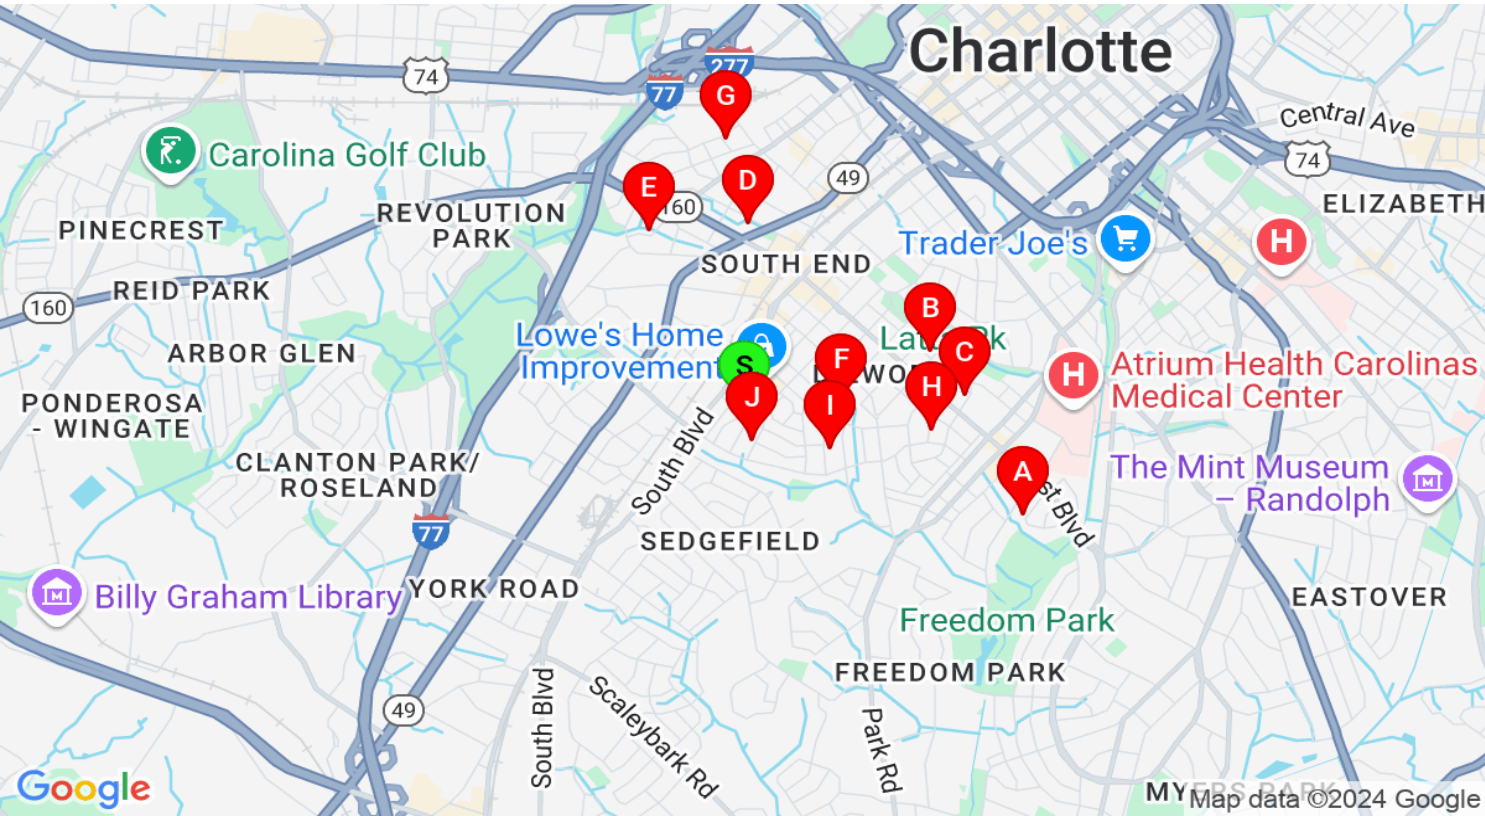 Charlotte
277
74
77
G
Central Ave
Carolina Golf Club
74
E
D
49
160
REVOLUTION
PARK
ELIZABETH
PINECREST
Trader Joe's
H
SOUTH END
REID PARK
160
B
Lowe's Home
Improvement
ARBOR GLEN
S
F
C
H
Atrium Health Carolinas
Medical Center
J
I
H
PONDEROSA
- WINGATE
South Blvd
CLANTON PARK/
ROSELAND
A
The Mint Museum
– Randolph
77
SEDGEFIELD
Billy Graham Library
YORK ROAD
EASTOVER
Freedom Park
FREEDOM PARK
49
South Blvd
Scaleybark Rd
Park Rd
Google
Map data ©2024 Google